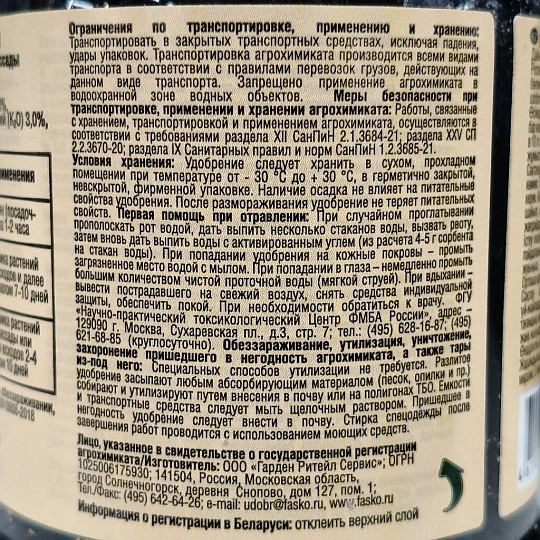 Ограничения по транспортировке, применению и хранению:
Транспортировать в закрытых транспортных средствах, исключая падения,
удары упаковок. Транспортировка агрохимиката производится всеми видами
транспорта в соответствии с правилами перевозок грузов, действующих на
данном виде транспорта. Запрещено применение агрохимиката в
водоохранной зоне водных объектов. Меры безопасности при
транспортировке, применении и хранении агрохимиката: Работы, связанные
с хранением, транспортировкой и применением агрохимиката, осуществляются в
соответствии с требованиями раздела XII СанПиН 2.1.3684-21; раздела XXV СП
2.2.3670-20; раздела IX Санитарных правил и норм СанПиН 1.2.3685-21.
Условия хранения: Удобрение следует хранить в сухом, прохладном
помещении при температуре от - 30 °С до + 30 °С, в герметично закрытой,
невскрытой, фирменной упаковке. Наличие осадка не влияет на питательные
свойства удобрения. После размораживания удобрение не теряет питательных
свойств. Первая помощь при отравлении: При случайном проглатывании
прополоскать рот водой, дать выпить несколько стаканов воды, вызвать рвоту,
затем вновь дать выпить воды с активированным углем (из расчета 4-5 г сорбента
на стакан воды). При попадании удобрения на кожные покровы – промыть
загрязненное место водой с мылом. При попадании в глаза – немедленно промыть
большим количеством чистой проточной воды (мягкой струей). При вдыхании –
вывести пострадавшего на свежий воздух, снять средства индивидуальной
защиты, обеспечить покой. При необходимости обратиться к врачу. ФГУ
«Научно-практический токсикологический Центр ФМБА России», адрес –
129090 г. Москва, Сухаревская пл., д.3, стр. 7; тел.: (495) 628-16-87; (495)
621-68-85 (круглосуточно). Обеззараживание, утилизация, уничтожение,
захоронение пришедшего в негодность агрохимиката, а также тары
из-под него: Специальных способов утилизации не требуется. Разлитое
удобрение засыпают любым абсорбирующим материалом (песок, опилки и пр.)
собирают и утилизируют путем внесения в почву или на полигонах ТБО. Емкости
и транспортные средства следует мыть щелочным раствором. Пришедшее в
негодность удобрение следует внести в почву. Стирка спецодежды после
завершения работ проводится с использованием моющих средств.
Лицо, указанное в свидетельстве о государственной регистрации
агрохимиката/Изготовитель: ООО «Гарден Ритейл Сервис»; ОГРН
1025006175930; 141504, Россия, Московская область,
город Солнечногорск, деревня Снопово, дом 127, пом. 1;
Тел./Факс: (495) 642-64-26; e-mail: udobr@fasko.ru, www.fasko.ru
Информация о регистрации в Беларуси: отклеить верхний слой